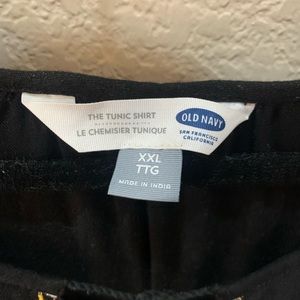 THE TUNIC SHIRT
LE CHEMISIER TUNIQUE
OLD NAVY
SAN FRANCISCO
CALIFORNIA
XXL
TTG
MADE IN INDIA